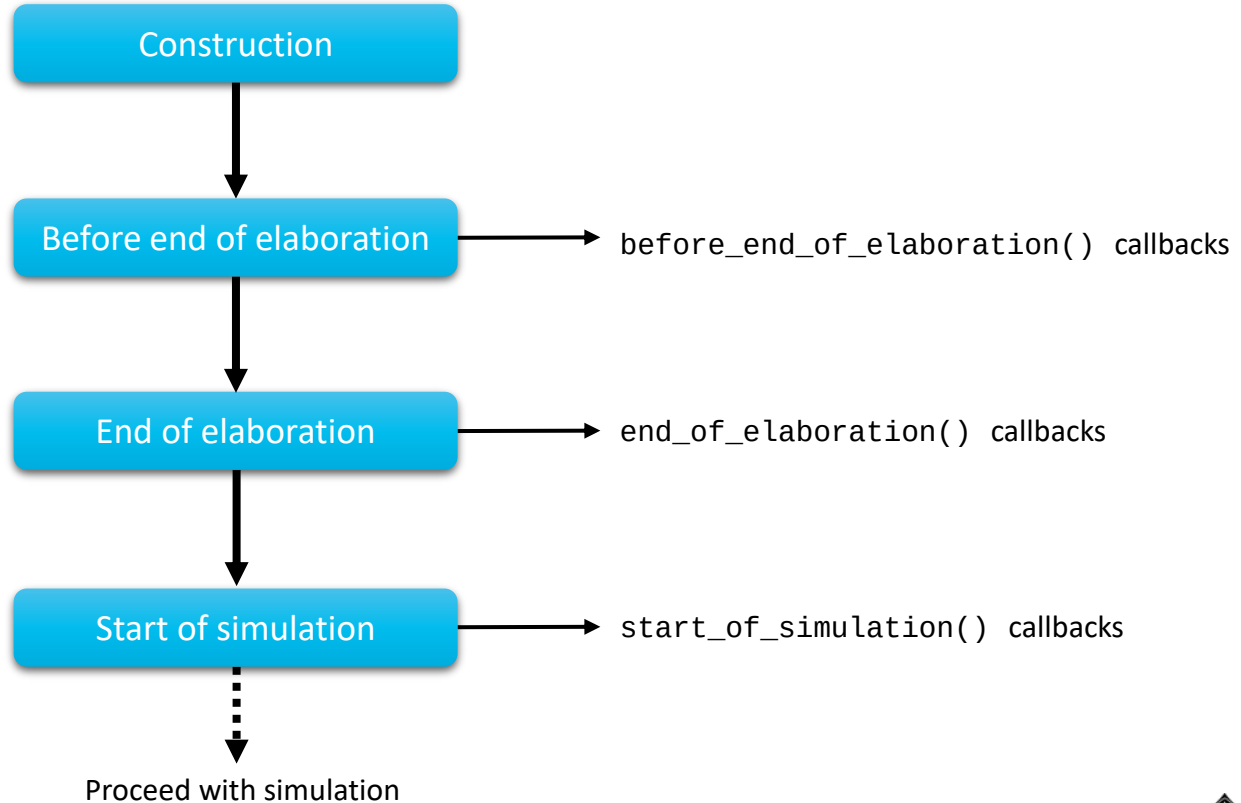 Construction
Before end of elaboration
before_end_of_elaboration() callbacks
End of elaboration
end_of_elaboration() callbacks
Start of simulation
start_of_simulation() callbacks
Proceed with simulation